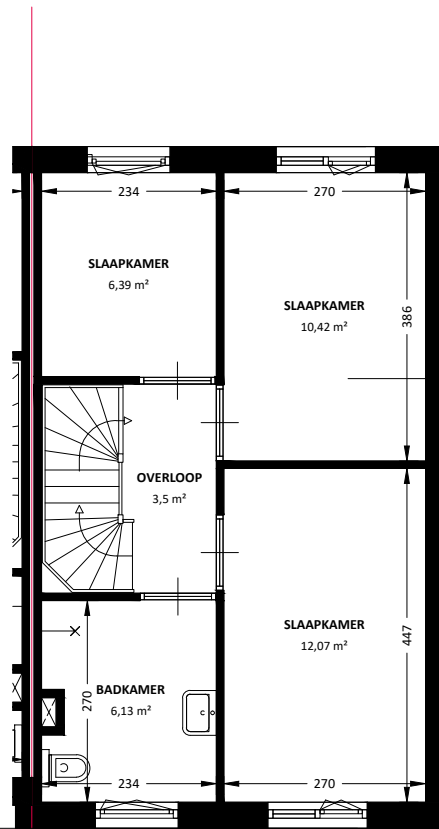 234
270
SLAAPKAMER
6,39 m²
SLAAPKAMER
10,42 m²
386
OVERLOOP
3,5 m²
SLAAPKAMER
12,07 m²
447
BADKAMER
6,13 m²
270
234
270